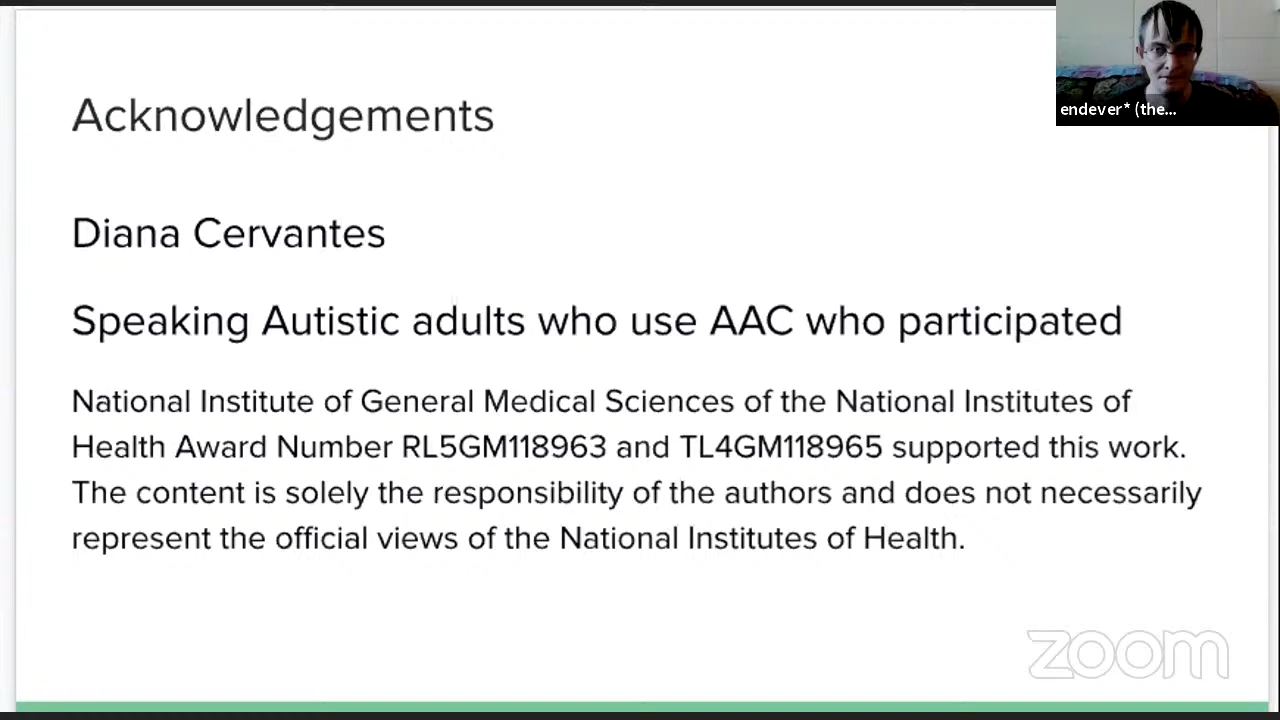 Acknowledgements
endever* (the...
Diana Cervantes
Speaking Autistic adults who use AAC who participated
National Institute of General Medical Sciences of the National Institutes of
Health Award Number RL5GM118963 and TL4GM118965 supported this work.
The content is solely the responsibility of the authors and does not necessarily
represent the official views of the National Institutes of Health.
zoom